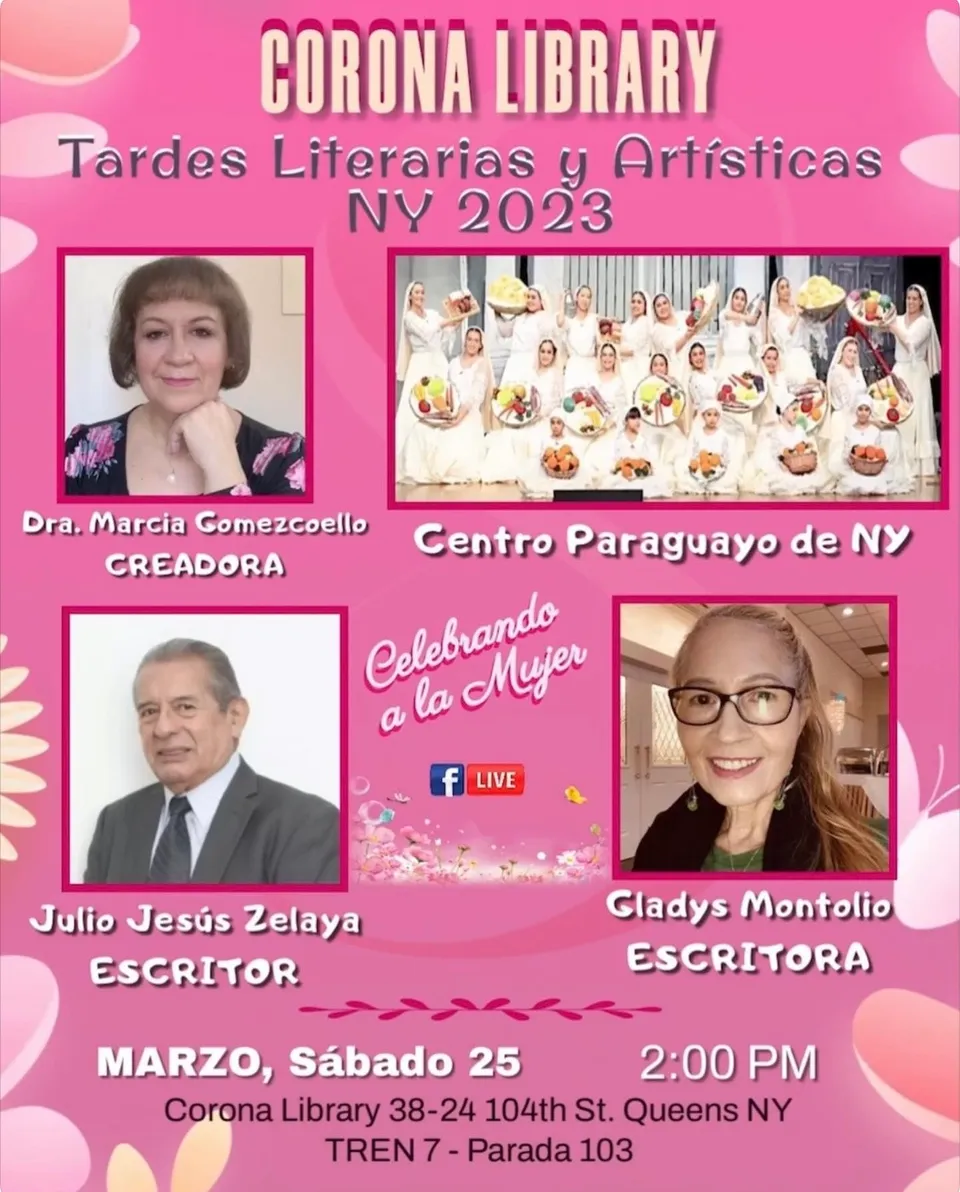 CORONA LIBRARY
Tardes Literarias y Artísticas
NY 2023
Dra. Marcia Gomezcoello
CREADORA
Centro Paraguayo de NY
Celebrando
a la Mujer
f LIVE
Julio Jesús Zelaya
ESCRITOR
Gladys Montolio
ESCRITORA
MARZO, Sábado 25 2:00 PM
Corona Library 38-24 104th St. Queens NY
TREN 7 - Parada 103